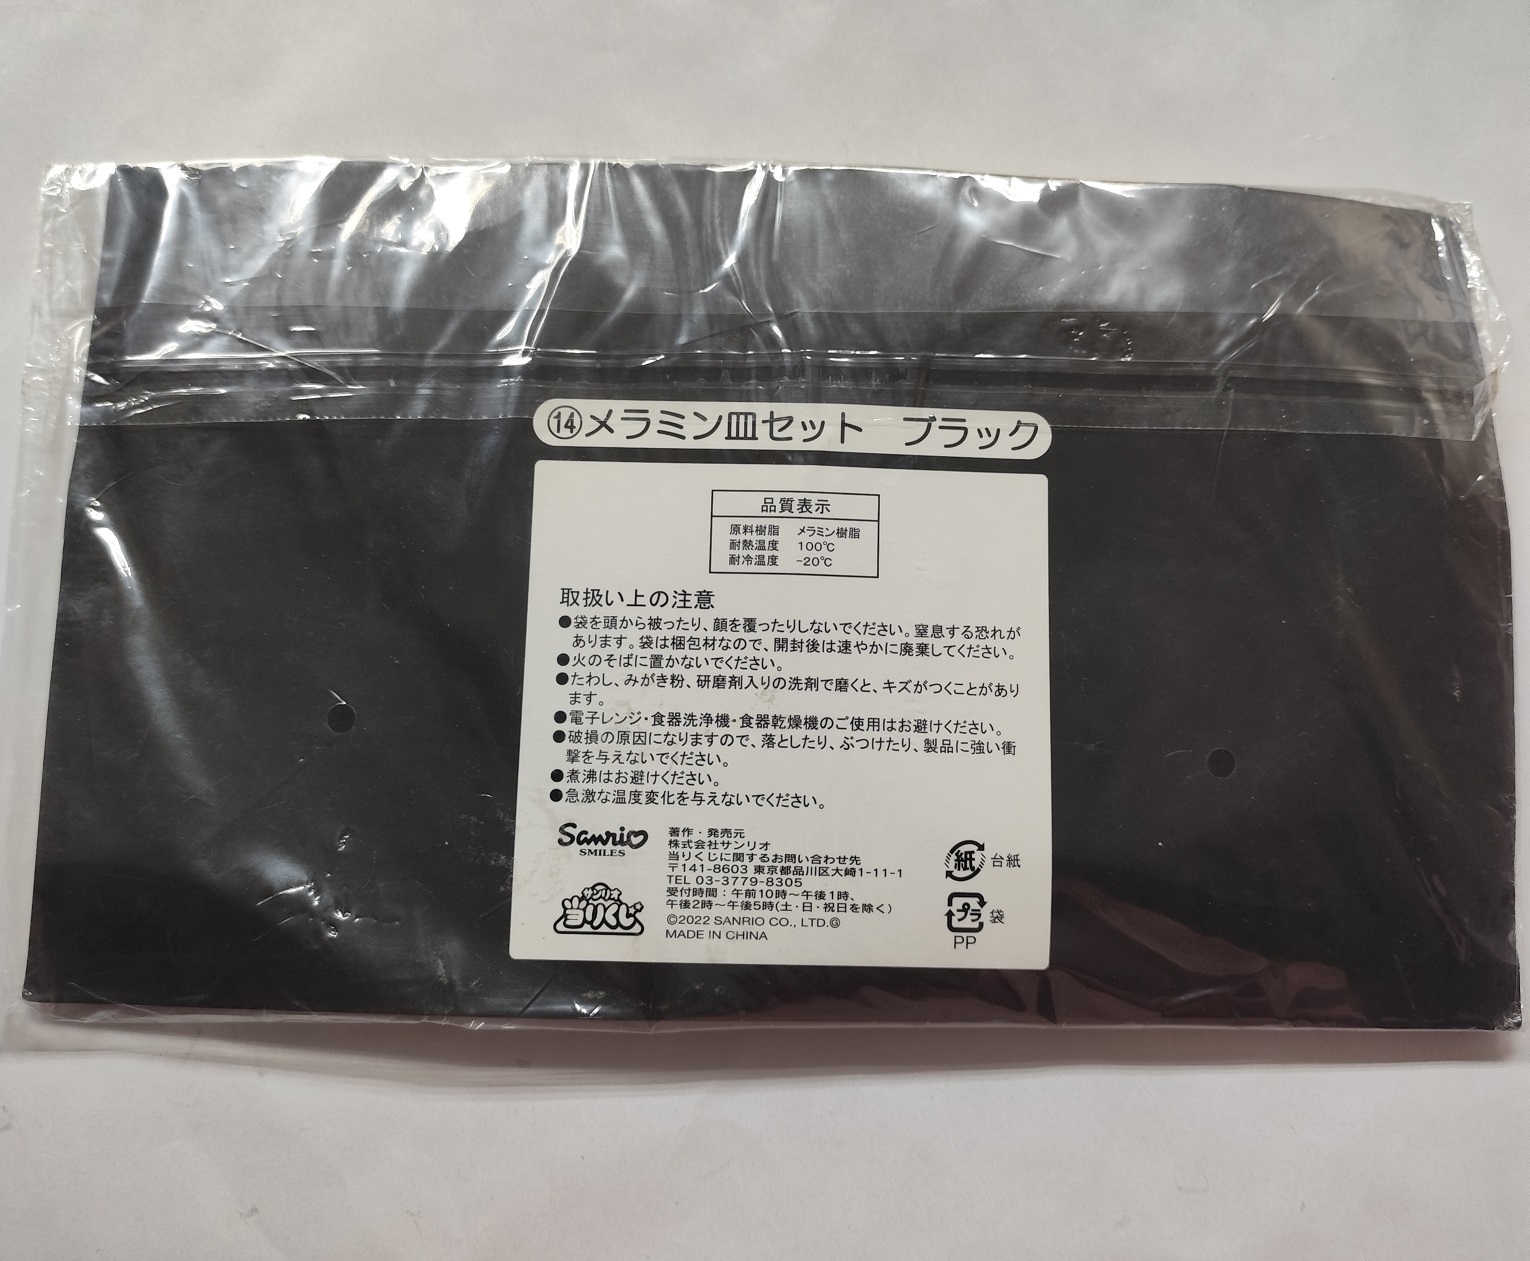 ⑭メラミン皿セット ブラック
品質表示
原料樹脂 メラミン樹脂
耐熱温度 100℃
耐冷温度 -20℃
取扱い上の注意
●袋を頭から被ったり、顔を覆ったりしないでください。窒息する恐れが
あります。袋は梱包材なので、開封後は速やかに廃棄してください。
●火のそばに置かないでください。
●たわし、みがき粉、研磨剤入りの洗剤で磨くと、キズがつくことがあり
ます。
●電子レンジ・食器洗浄機・食器乾燥機のご使用はお避けください。
●破損の原因になりますので、落としたり、ぶつけたり、製品に強い衝
撃を与えないでください。
●煮沸はお避けください。
●急激な温度変化を与えないでください。
Sanrio
SMILES
サンリオ
当りくじ
著作・発売元
株式会社サンリオ
当りくじに関するお問い合わせ先
〒141-8603 東京都品川区大崎1-11-1
TEL 03-3779-8305
受付時間：午前10時～午後1時、
午後2時～午後5時(土・日・祝日を除く)
©2022 SANRIO CO., LTD.Ⓖ
MADE IN CHINA
紙 台紙
プラ 袋
PP